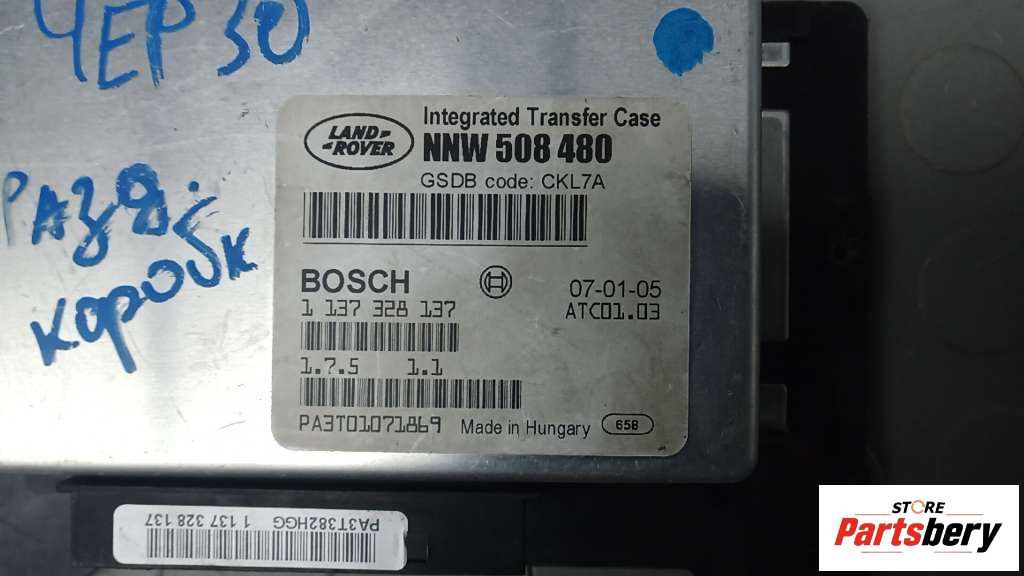 ЧЕР 30
РАЗД.
КОРОБК
LAND-
-ROVER
Integrated Transfer Case
NNW 508 480
GSDB code: CKL7A
BOSCH
07-01-05
1 137 328 137
ATC01.03
1.7.5 1.1
PA3T01071869
Made in Hungary
658
PA3T382HGG 1 137 328 137
STORE
Partsbery